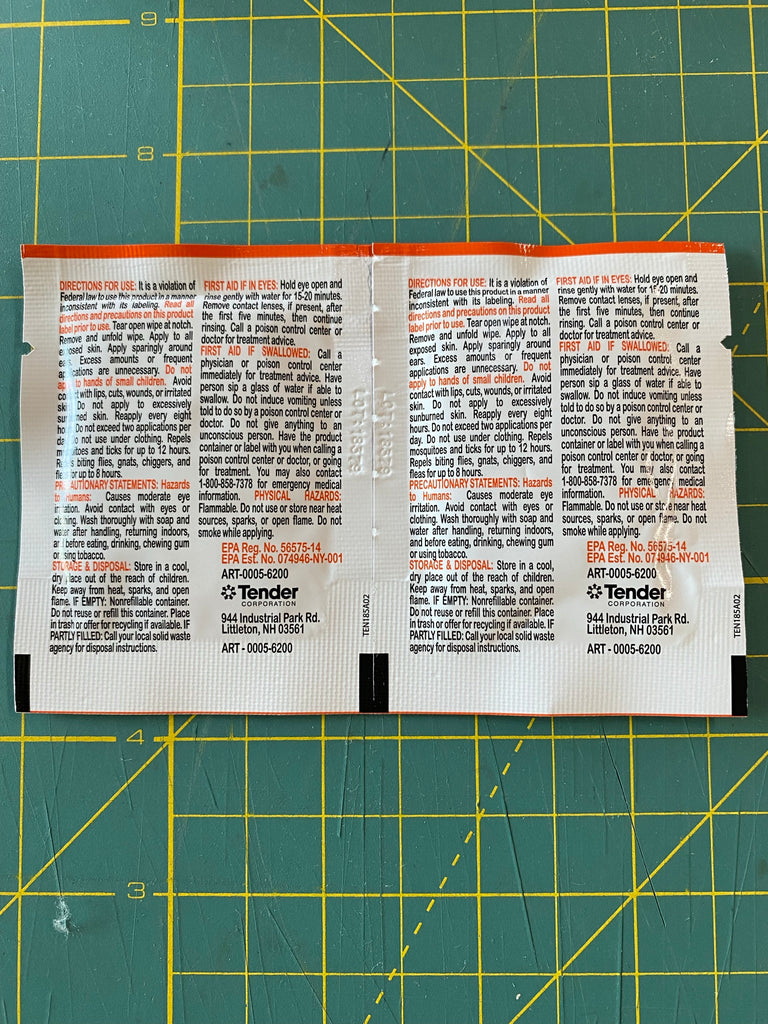 9
8
DIRECTIONS FOR USE: It is a violation of
Federal law to use this product in a manner
inconsistent with its labeling. Read all
directions and precautions on this product
label prior to use. Tear open wipe at notch.
Remove and unfold wipe. Apply to all
exposed skin. Apply sparingly around
ears. Excess amounts or frequent
applications are unnecessary. Do not
apply to hands of small children. Avoid
contact with lips, cuts, wounds, or irritated
skin. Do not apply to excessively
sunburned skin. Reapply every eight
hours. Do not exceed two applications per
day. Do not use under clothing. Repels
mosquitoes and ticks for up to 12 hours.
Repels biting flies, gnats, chiggers, and
fleas for up to 8 hours.
PRECAUTIONARY STATEMENTS: Hazards
to Humans: Causes moderate eye
irritation. Avoid contact with eyes or
clothing. Wash thoroughly with soap and
water after handling, returning indoors,
and before eating, drinking, chewing gum
or using tobacco.
STORAGE & DISPOSAL: Store in a cool,
dry place out of the reach of children.
Keep away from heat, sparks, and open
flame. IF EMPTY: Nonrefillable container.
Do not reuse or refill this container. Place
in trash or offer for recycling if available. IF
PARTLY FILLED: Call your local solid waste
agency for disposal instructions.
FIRST AID IF IN EYES: Hold eye open and
rinse gently with water for 15-20 minutes.
Remove contact lenses, if present, after
the first five minutes, then continue
rinsing. Call a poison control center or
doctor for treatment advice.
FIRST AID IF SWALLOWED: Call a
physician or poison control center
immediately for treatment advice. Have
person sip a glass of water if able to
swallow. Do not induce vomiting unless
told to do so by a poison control center or
doctor. Do not give anything to an
unconscious person. Have the product
container or label with you when calling a
poison control center or doctor, or going
for treatment. You may also contact
1-800-858-7378 for emergency medical
information. PHYSICAL HAZARDS:
Flammable. Do not use or store near heat
sources, sparks, or open flame. Do not
smoke while applying.
EPA Reg. No. 56575-14
EPA Est. No. 074946-NY-001
ART-0005-6200
Tender
CORPORATION
944 Industrial Park Rd.
Littleton, NH 03561
ART - 0005-6200
TEN185A02
DIRECTIONS FOR USE: It is a violation of
Federal law to use this product in a manner
inconsistent with its labeling. Read all
directions and precautions on this product
label prior to use. Tear open wipe at notch.
Remove and unfold wipe. Apply to all
exposed skin. Apply sparingly around
ears. Excess amounts or frequent
applications are unnecessary. Do not
apply to hands of small children. Avoid
contact with lips, cuts, wounds, or irritated
skin. Do not apply to excessively
sunburned skin. Reapply every eight
hours. Do not exceed two applications per
day. Do not use under clothing. Repels
mosquitoes and ticks for up to 12 hours.
Repels biting flies, gnats, chiggers, and
fleas for up to 8 hours.
PRECAUTIONARY STATEMENTS: Hazards
to Humans: Causes moderate eye
irritation. Avoid contact with eyes or
clothing. Wash thoroughly with soap and
water after handling, returning indoors,
and before eating, drinking, chewing gum
or using tobacco.
STORAGE & DISPOSAL: Store in a cool,
dry place out of the reach of children.
Keep away from heat, sparks, and open
flame. IF EMPTY: Nonrefillable container.
Do not reuse or refill this container. Place
in trash or offer for recycling if available. IF
PARTLY FILLED: Call your local solid waste
agency for disposal instructions.
FIRST AID IF IN EYES: Hold eye open and
rinse gently with water for 15-20 minutes.
Remove contact lenses, if present, after
the first five minutes, then continue
rinsing. Call a poison control center or
doctor for treatment advice.
FIRST AID IF SWALLOWED: Call a
physician or poison control center
immediately for treatment advice. Have
person sip a glass of water if able to
swallow. Do not induce vomiting unless
told to do so by a poison control center or
doctor. Do not give anything to an
unconscious person. Have the product
container or label with you when calling a
poison control center or doctor, or going
for treatment. You may also contact
1-800-858-7378 for emergency medical
information. PHYSICAL HAZARDS:
Flammable. Do not use or store near heat
sources, sparks, or open flame. Do not
smoke while applying.
EPA Reg. No. 56575-14
EPA Est. No. 074946-NY-001
ART-0005-6200
Tender
CORPORATION
944 Industrial Park Rd.
Littleton, NH 03561
ART - 0005-6200
TEN185A02
4
3